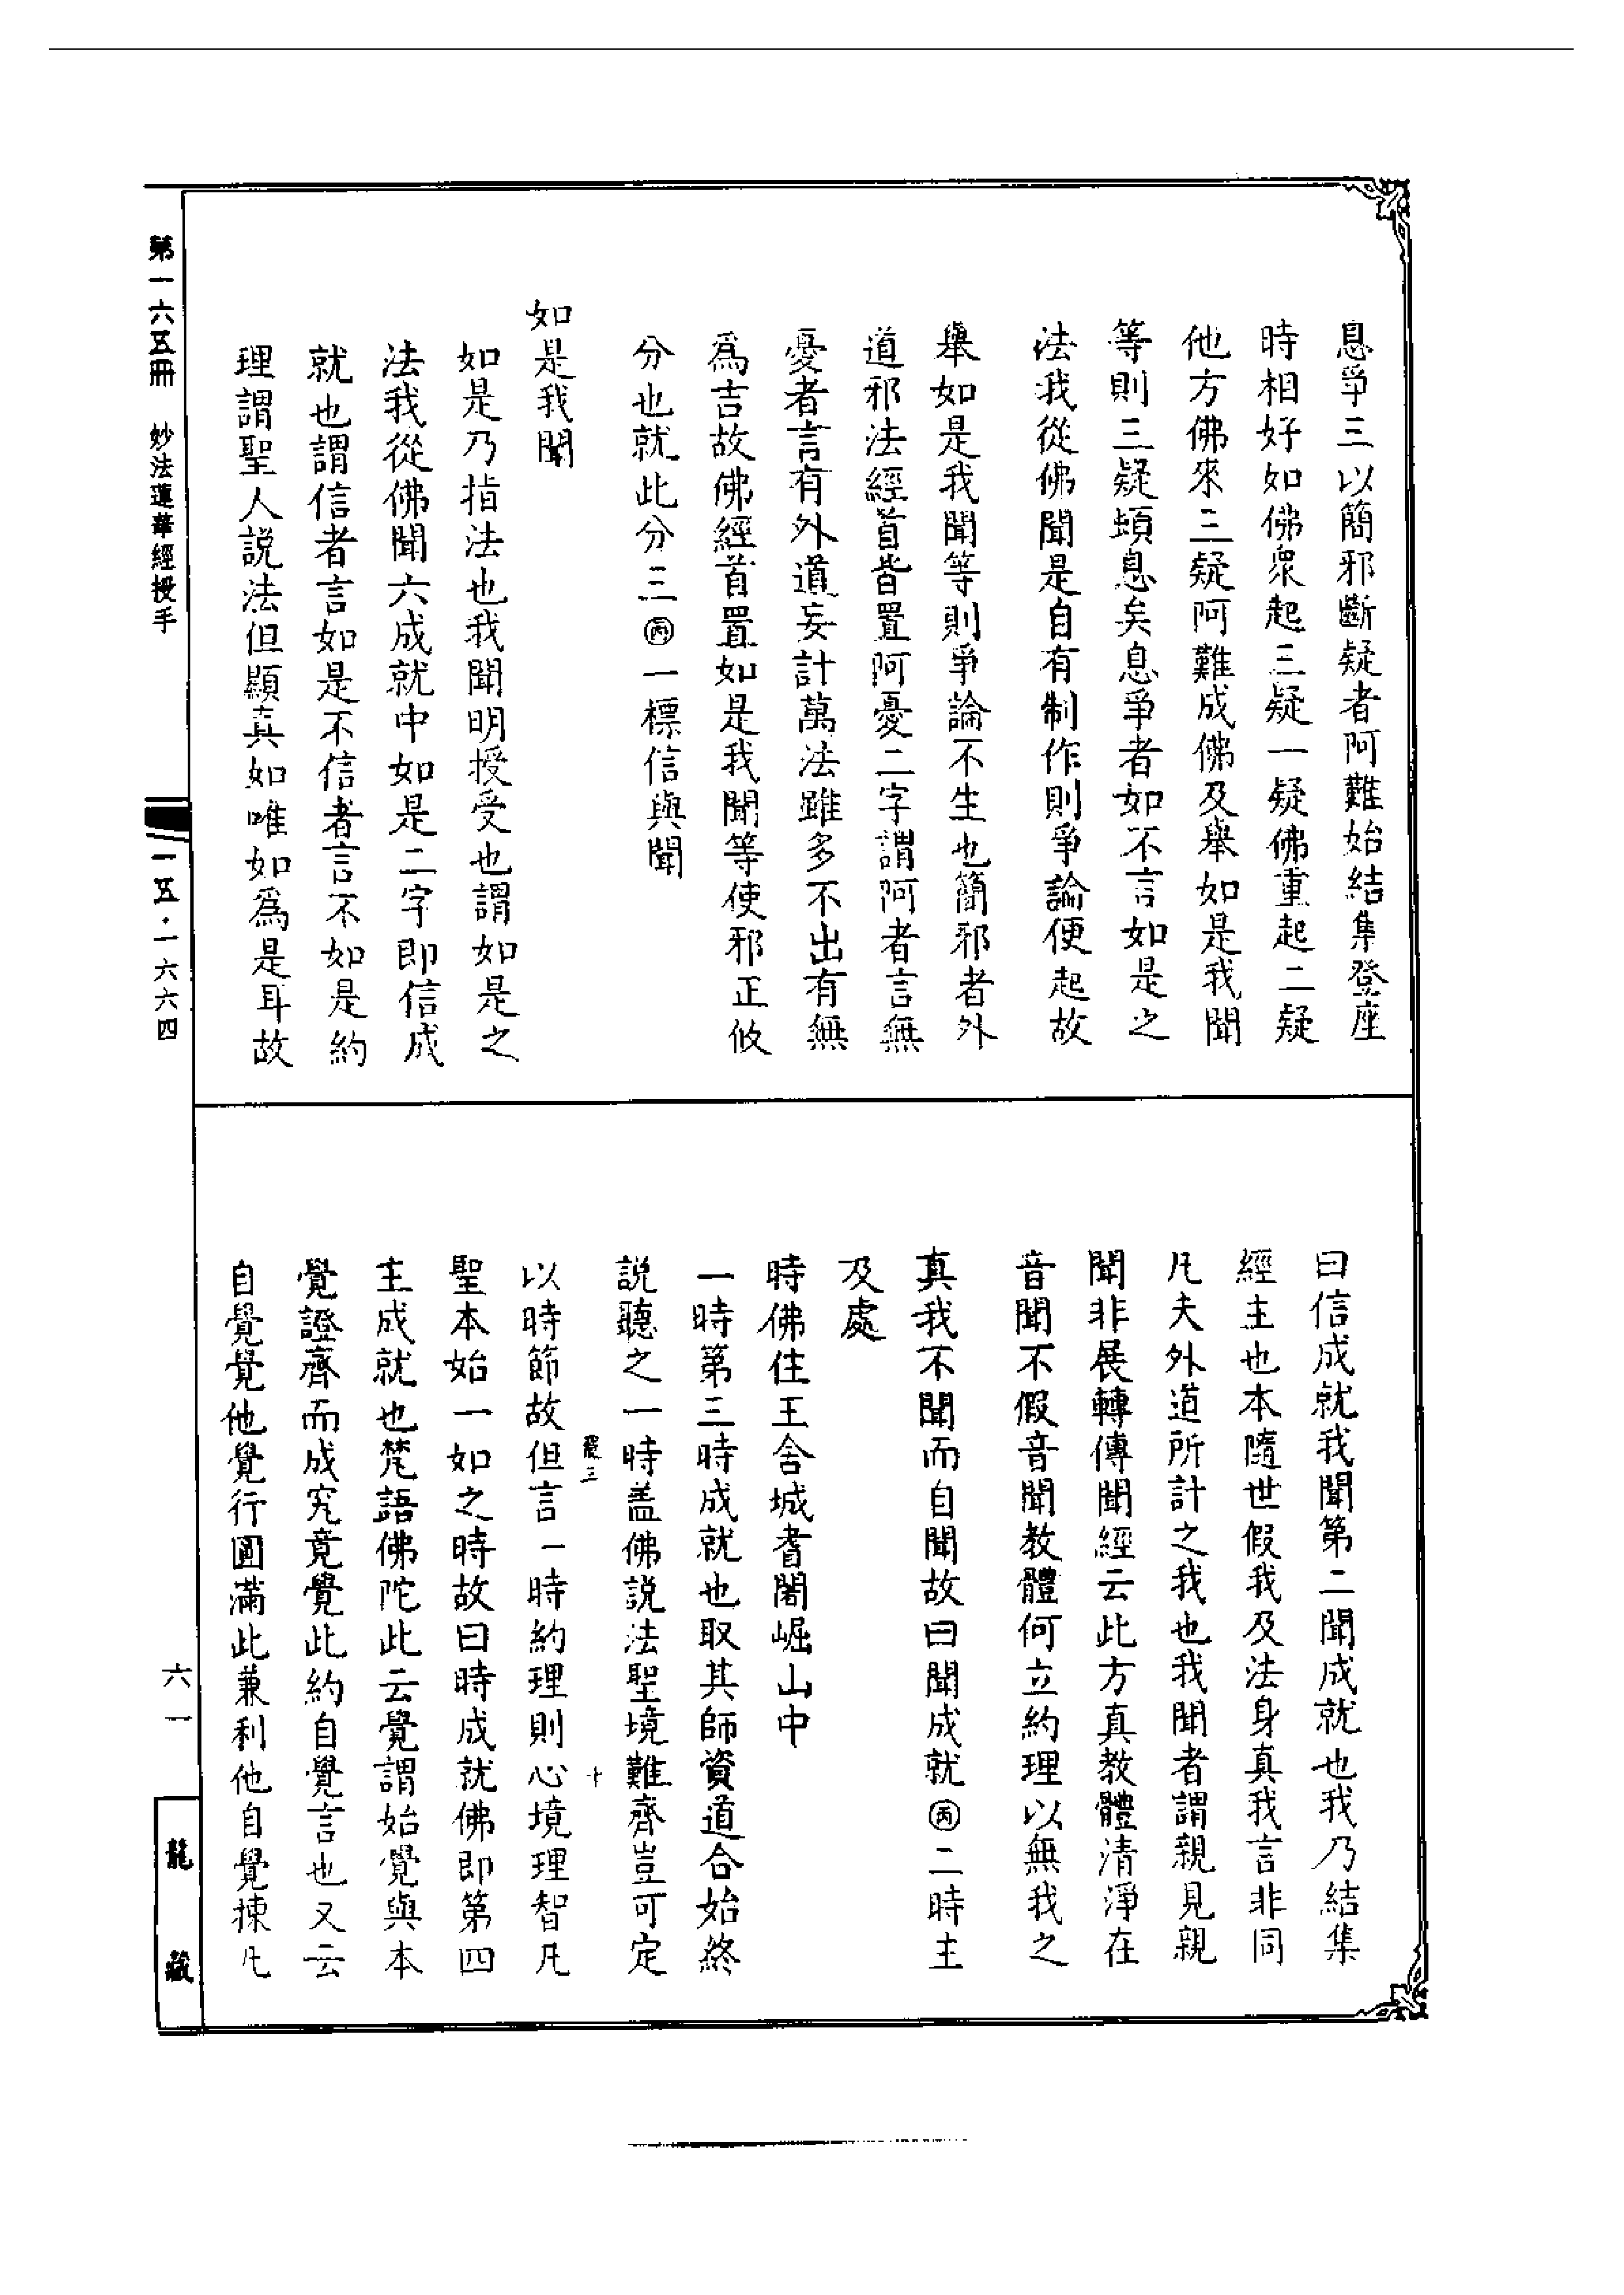 息爭三以簡邪斷疑者阿難始結集登座
時相好如佛衆起三疑一疑佛重起二疑
他方佛來三疑阿難成佛及舉如是我聞
等則三疑頓息矣息爭者如不言如是之
法我從佛聞是自有制作則爭論便起故
舉如是我聞等則爭論不生也簡邪者外
道邪法經首皆置阿憂二字謂阿者言無
憂者言有外道妄計萬法雖多不出有無
爲吉故佛經首置如是我聞等使邪正攸
分也就此分三㊅一標信與聞
如是我聞
如是乃指法也我聞明授受也謂如是之
法我從佛聞六成就中如是二字即信成
就也謂信者言如是不信者言不如是約
理謂聖人説法但顯真如唯如爲是耳故
曰信成就我聞第二聞成就也我乃結集
經主也本隨世假我及法身真我言非同
凡夫外道所計之我也我聞者謂親見親
聞非展轉傳聞經云此方真教體清淨在
音聞不假音聞教體何立約理以無我之
真我不聞而自聞故曰聞成就丙二時主
及處
時佛住王舍城耆闍崛山中
一時第三時成就也取其師資道合始終
説聽之一時蓋佛説法聖境難齊豈可定
以時節故但言一時約理則心境理智凡
聖本始一如之時故曰時成就佛即第四
主成就也梵語佛陀此云覺謂始覺與本
覺證齊而成究竟覺此約自覺言也又云
自覺覺他覺行圓滿此兼利他自覺揀凡
第一六五冊　妙法蓮華經授手
一五·一六六四
六一
龍藏